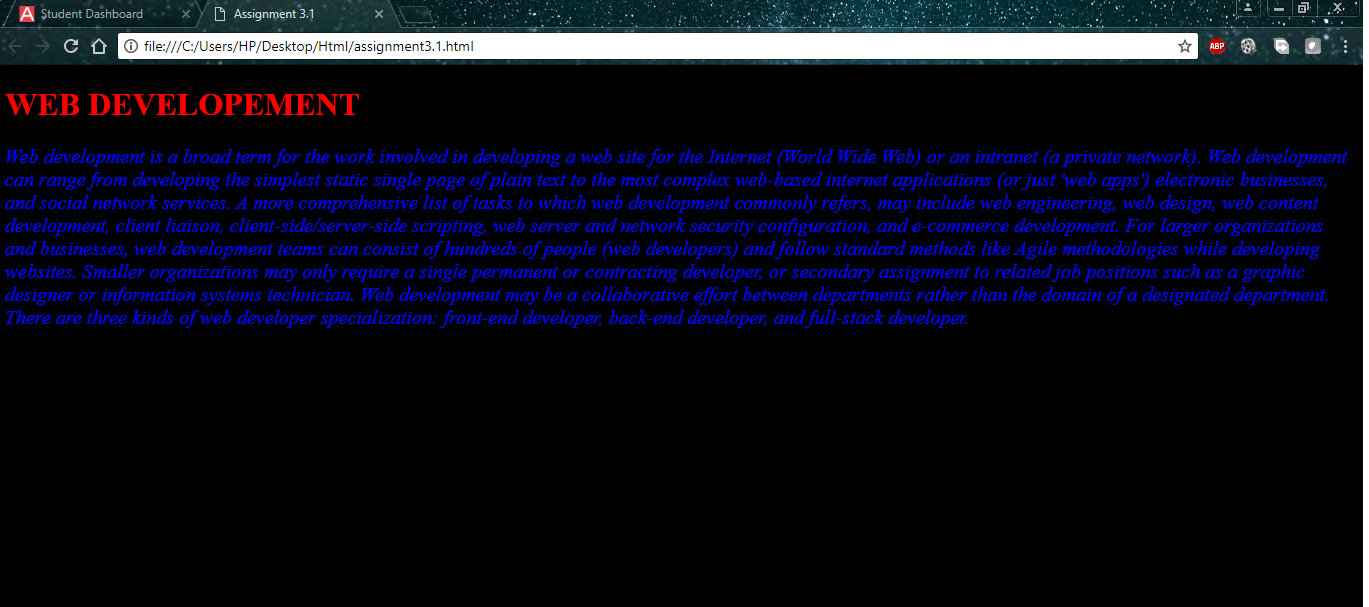 Student Dashboard
Assignment 3.1
file:///C:/Users/HP/Desktop/Html/assignment3.1.html
ABP
WEB DEVELOPEMENT
Web development is a broad term for the work involved in developing a web site for the Internet (World Wide Web) or an intranet (a private network). Web development
can range from developing the simplest static single page of plain text to the most complex web-based internet applications (or just 'web apps') electronic businesses,
and social network services. A more comprehensive list of tasks to which web development commonly refers, may include web engineering, web design, web content
development, client liaison, client-side/server-side scripting, web server and network security configuration, and e-commerce development. For larger organizations
and businesses, web development teams can consist of hundreds of people (web developers) and follow standard methods like Agile methodologies while developing
websites. Smaller organizations may only require a single permanent or contracting developer, or secondary assignment to related job positions such as a graphic
designer or information systems technician. Web development may be a collaborative effort between departments rather than the domain of a designated department.
There are three kinds of web developer specialization: front-end developer, back-end developer, and full-stack developer.